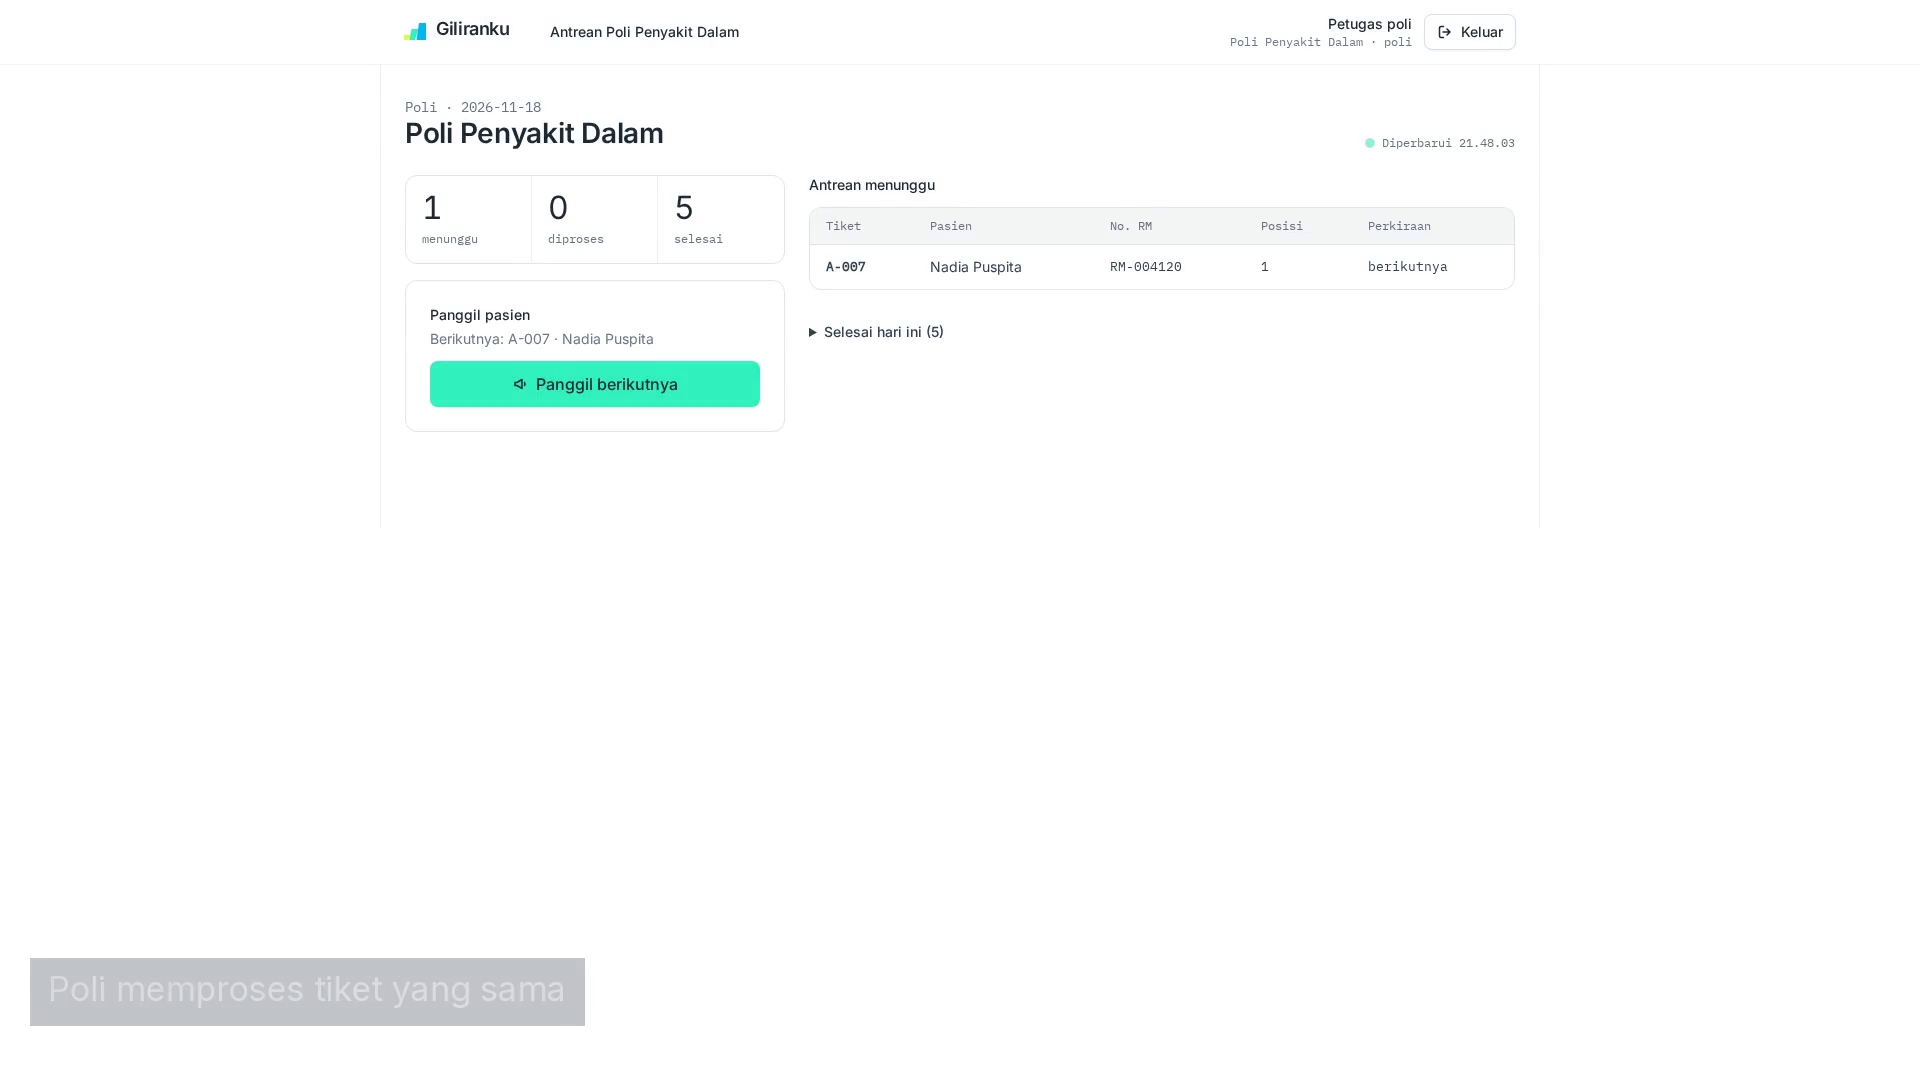 Giliranku
Antrean Poli Penyakit Dalam
Petugas poli
Poli Penyakit Dalam · poli
Keluar
Poli · 2026-11-18
Poli Penyakit Dalam
Diperbarui 21.48.03
1
menunggu
0
diproses
5
selesai
Panggil pasien
Berikutnya: A-007 · Nadia Puspita
Panggil berikutnya
Antrean menunggu
Tiket Pasien No. RM Posisi Perkiraan
A-007 Nadia Puspita RM-004120 1 berikutnya
Selesai hari ini (5)
Poli memproses tiket yang sama